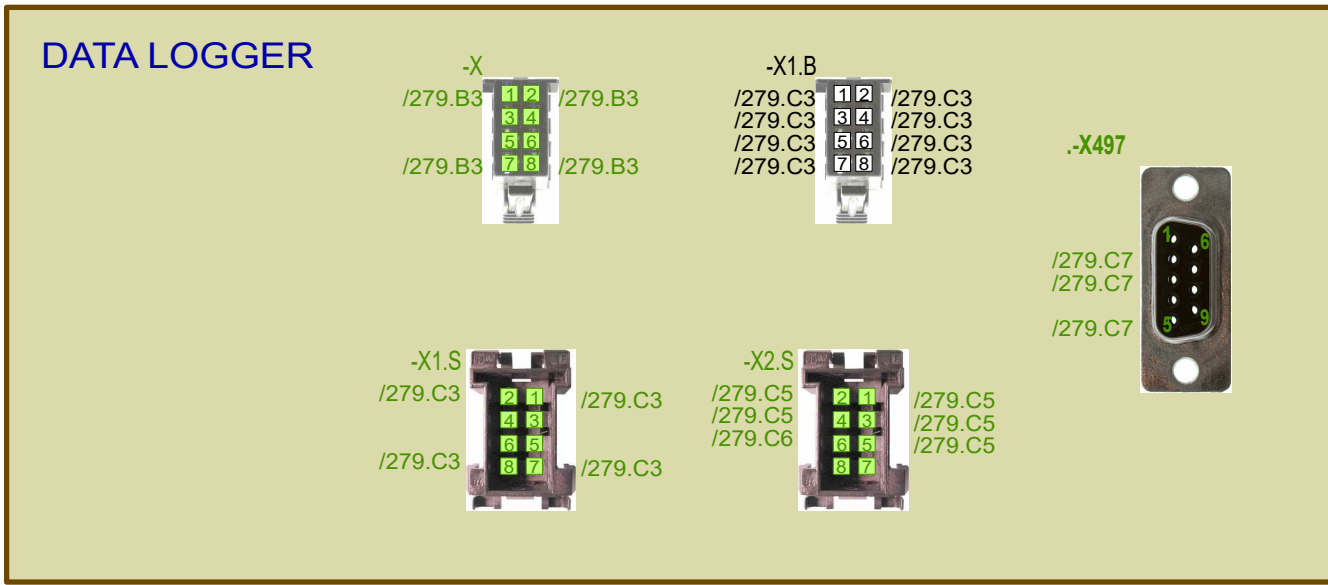 DATA LOGGER
-X
/279.B3 1 2 /279.B3
3 4
5 6
/279.B3 7 8 /279.B3
-X1.B
/279.C3 1 2 /279.C3
/279.C3 3 4 /279.C3
/279.C3 5 6 /279.C3
/279.C3 7 8 /279.C3
.-X497
1 6
/279.C7
/279.C7
/279.C7 5 9
-X1.S
/279.C3 2 1 /279.C3
4 3
6 5
/279.C3 8 7 /279.C3
-X2.S
/279.C5 2 1 /279.C5
/279.C5 4 3 /279.C5
/279.C6 6 5 /279.C5
8 7